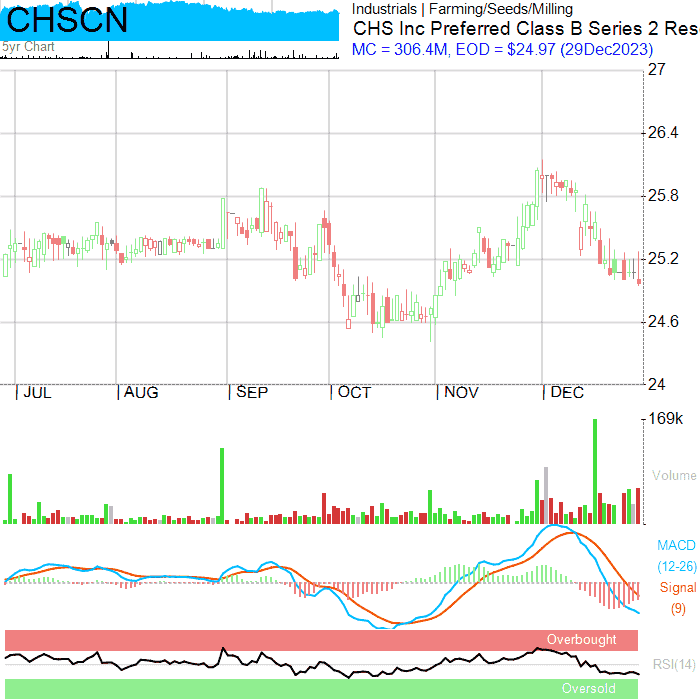 CHSCN
Industrials | Farming/Seeds/Milling
CHS Inc Preferred Class B Series 2 Res
MC = 306.4M, EOD = $24.97 (29Dec2023)
5yr Chart
27
26.4
25.8
25.2
24.6
24
JUL AUG SEP OCT NOV DEC
169k
Volume
MACD
(12-26)
Signal
(9)
Overbought
RSI(14)
Oversold